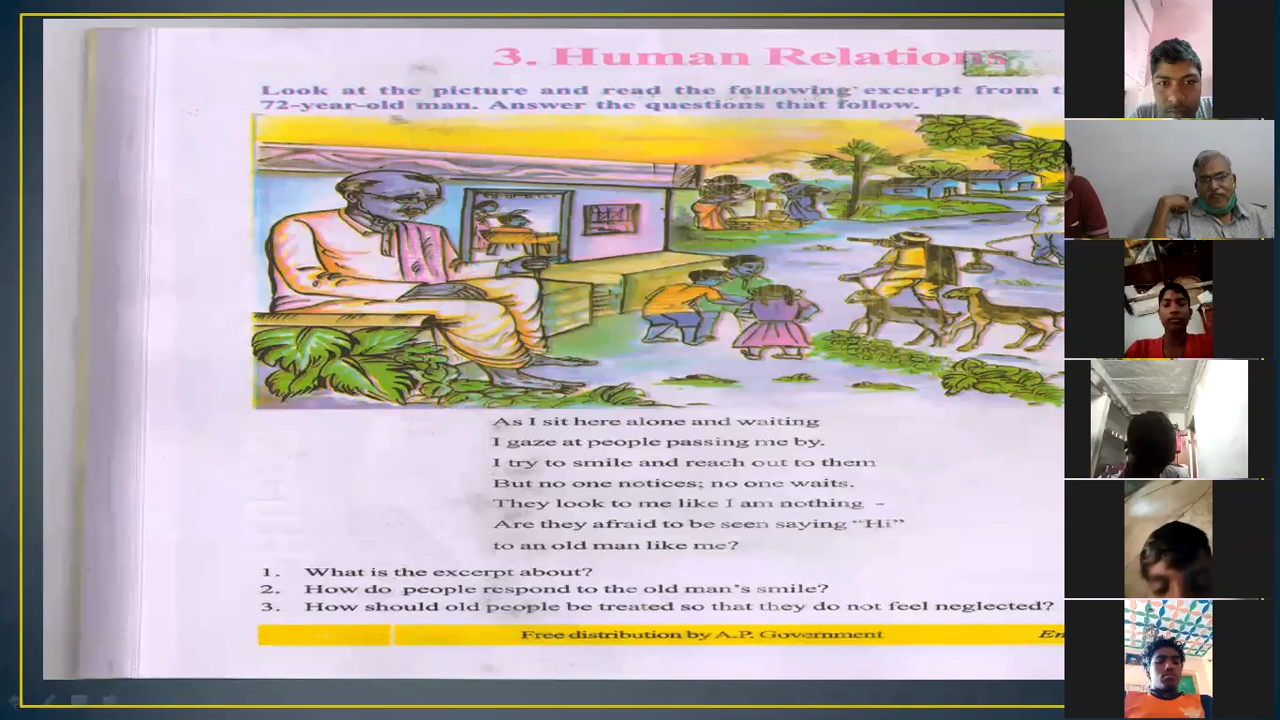 3. Human Relations
Look at the picture and read the following excerpt from
72-year-old man. Answer the questions that follow.
As I sit here alone and waiting
I gaze at people passing me by.
I try to smile and reach out to them
But no one notices; no one waits.
They look to me like I am nothing -
Are they afraid to be seen saying “Hi”
to an old man like me?
1. What is the excerpt about?
2. How do people respond to the old man's smile?
3. How should old people be treated so that they do not feel neglected?
Free distribution by A.P. Government